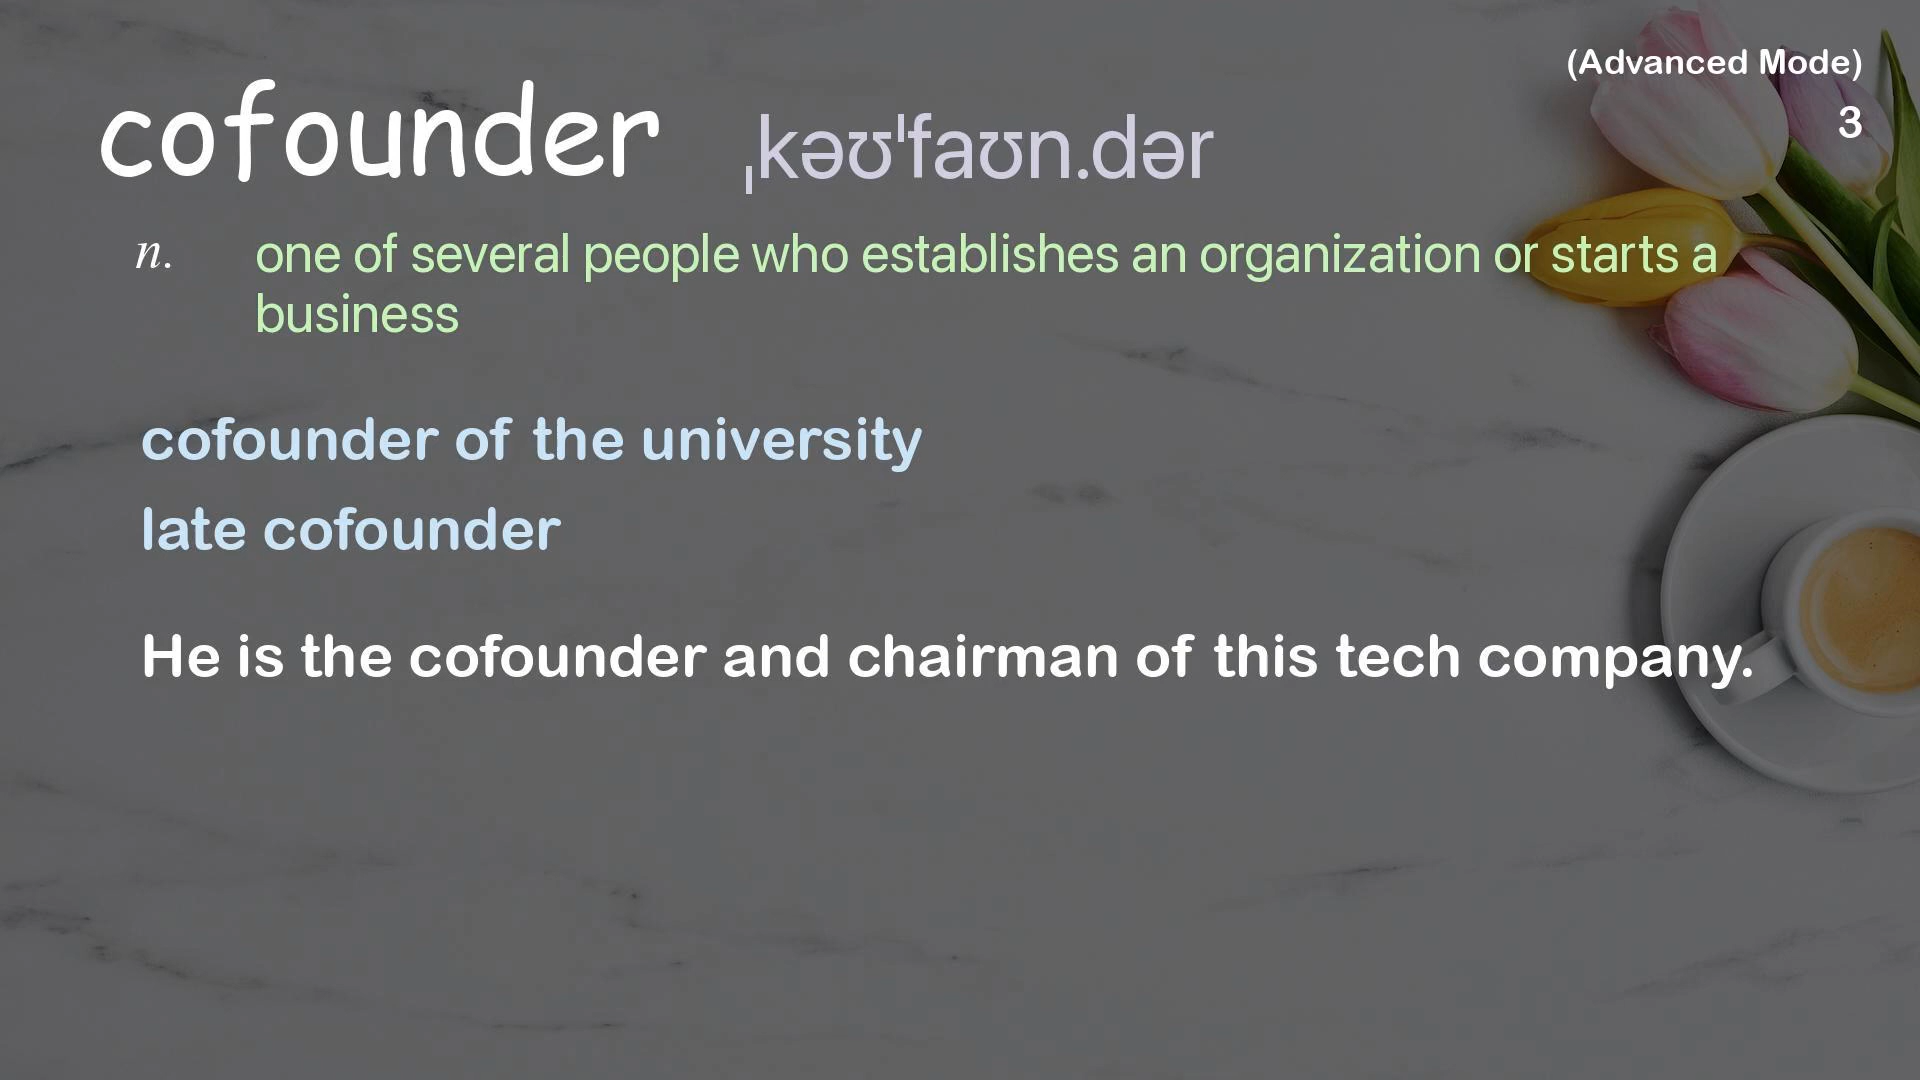 (Advanced Mode)
cofounder ˌkəʊˈfaʊn.dər
3
n. one of several people who establishes an organization or starts a
business
cofounder of the university
late cofounder
He is the cofounder and chairman of this tech company.